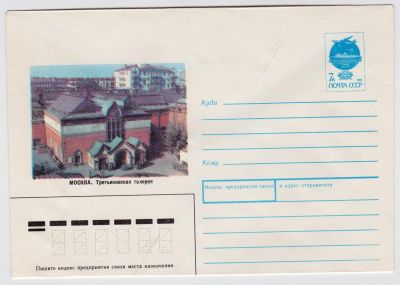 7к
ПОЧТА СССР
Куда
Кому
МОСКВА. Третьяковская галерея
Индекс предприятия связи и адрес отправителя
Пишите индекс предприятия связи места назначения